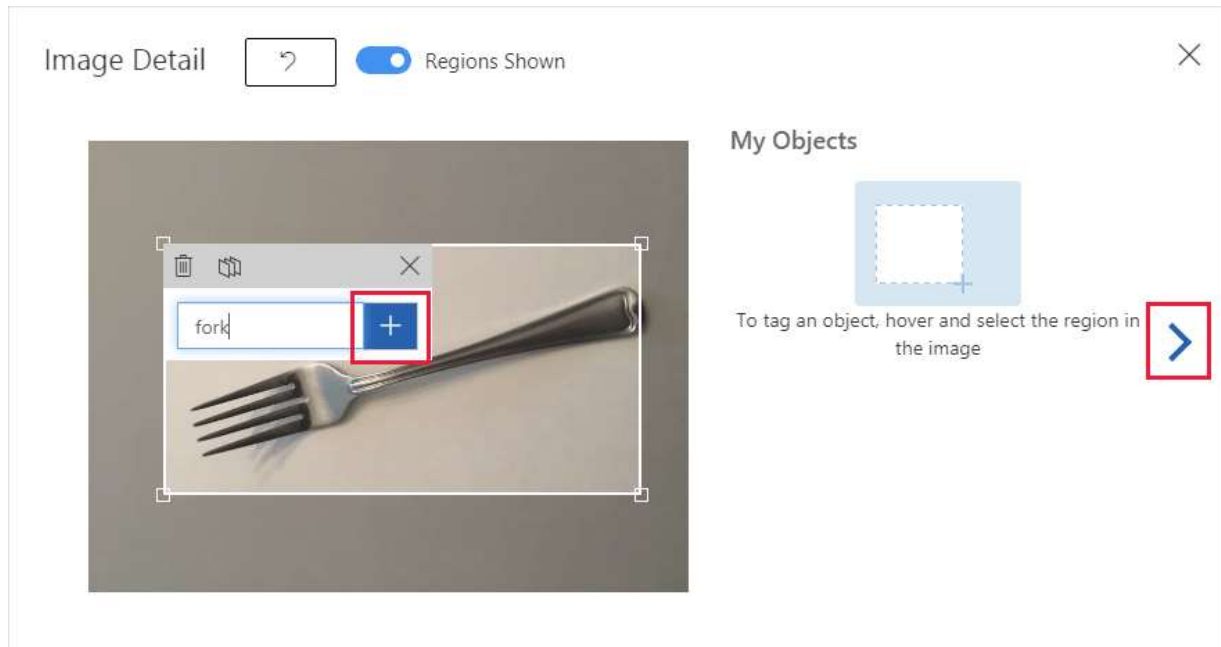 Image Detail
Regions Shown
My Objects
fork
To tag an object, hover and select the region in
the image